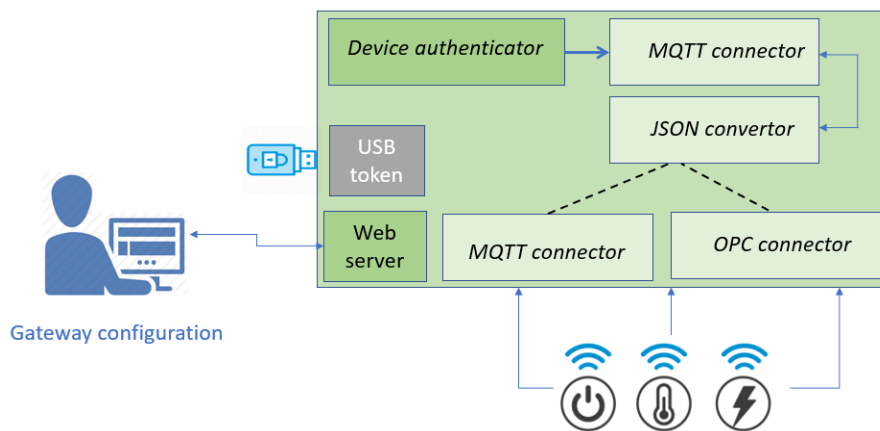 Device authenticator
MQTT connector
JSON convertor
USB
token
Web
server
MQTT connector
OPC connector
Gateway configuration